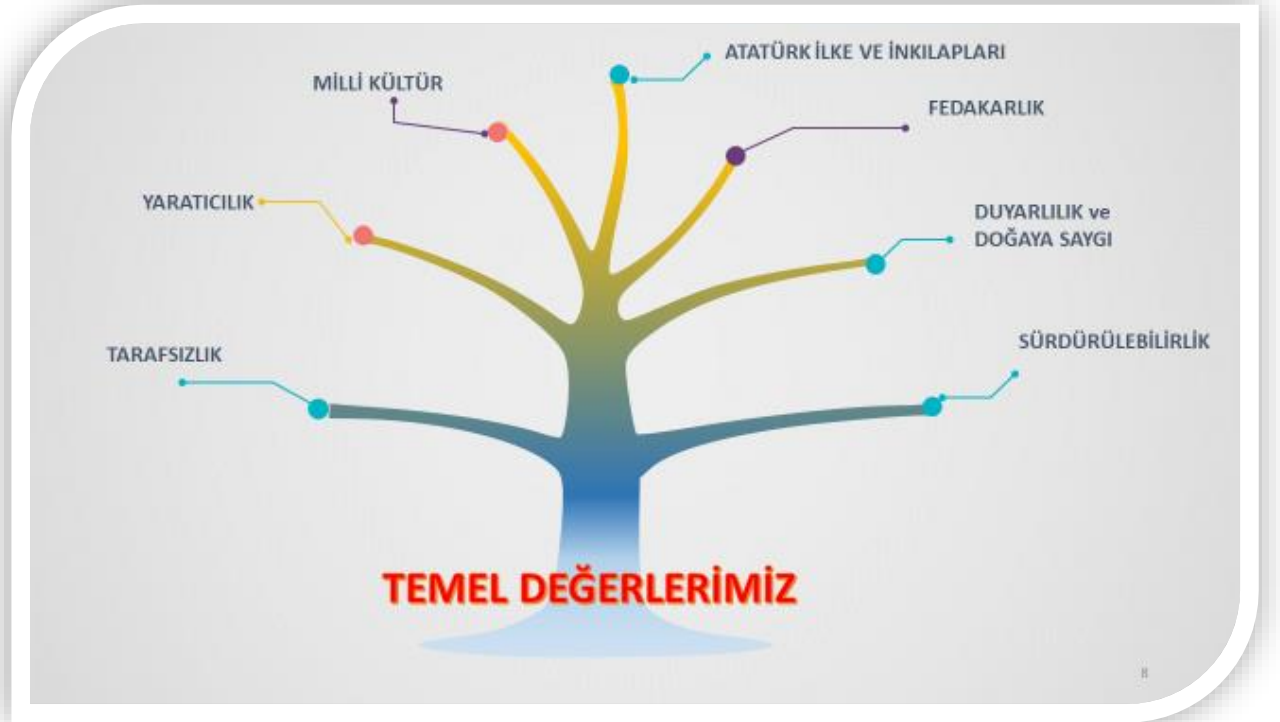 ATATÜRK İLKE VE İNKILAPLARI
MİLLİ KÜLTÜR
FEDAKARLIK
YARATICILIK
DUYARLILIK ve
DOĞAYA SAYGI
SÜRDÜRÜLEBİLİRLİK
TARAFSIZLIK
TEMEL DEĞERLERİMİZ
8